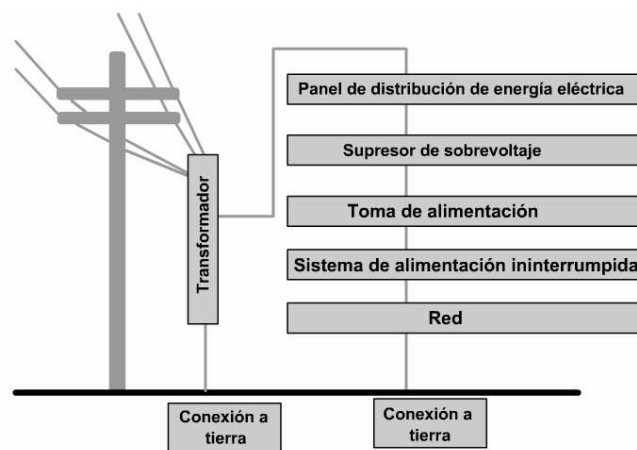 Panel de distribución de energía eléctrica
Supresor de sobrevoltaje
Toma de alimentación
Sistema de alimentación ininterrumpida
Red
Transformador
Conexión a
tierra
Conexión a
tierra